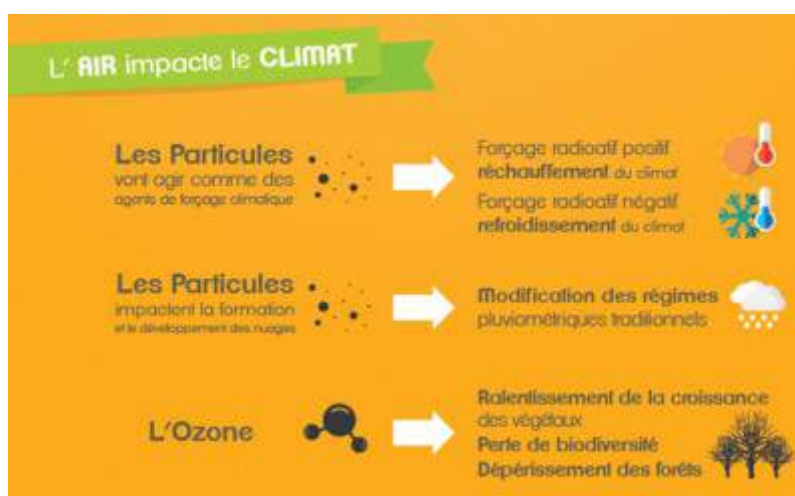 L' AIR impacte le CLIMAT
Les Particules
vont agir comme des
agents de forçage climatique
Forçage radioatif positif
réchauffement du climat
Forçage radioatif négatif
refroidissement du climat
Les Particules
impactent la formation
et le développement des nuages
Modification des régimes
pluviométriques traditionnels
L'Ozone
Ralentissement de la croissance
des végétaux
Perte de biodiversité
Dépérissement des forêts